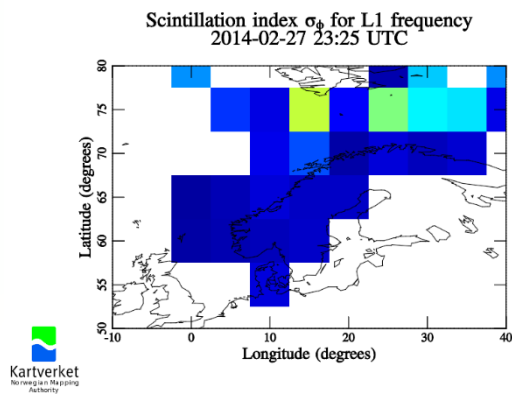 Scintillation index σϕ for L1 frequency
2014-02-27 23:25 UTC
80
75
70
65
60
55
50
Latitude (degrees)
-10 0 10 20 30 40
Longitude (degrees)
Kartverket
Norwegian Mapping
Authority